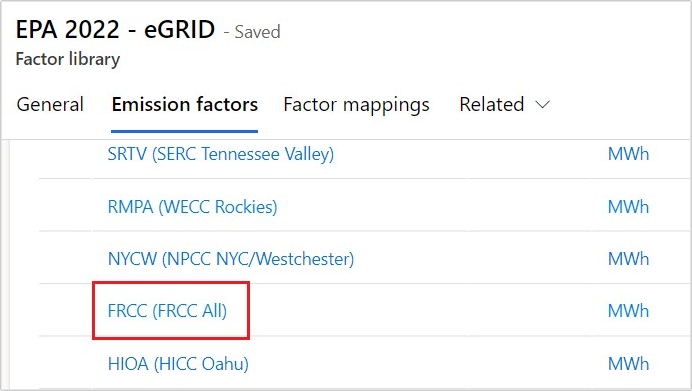 EPA 2022 - eGRID - Saved
Factor library
General Emission factors Factor mappings Related
SRTV (SERC Tennessee Valley) MWh
RMPA (WECC Rockies) MWh
NYCW (NPCC NYC/Westchester) MWh
FRCC (FRCC All) MWh
HIOA (HICC Oahu) MWh